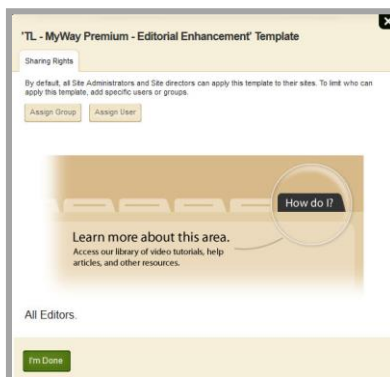 'TL - MyWay Premium - Editorial Enhancement' Template
Sharing Rights
By default, all Site Administrators and Site directors can apply this template to their sites. To limit who can
apply this template, add specific users or groups.
Assign Group Assign User
How do I?
Learn more about this area.
Access our library of video tutorials, help
articles, and other resources.
All Editors.
I'm Done